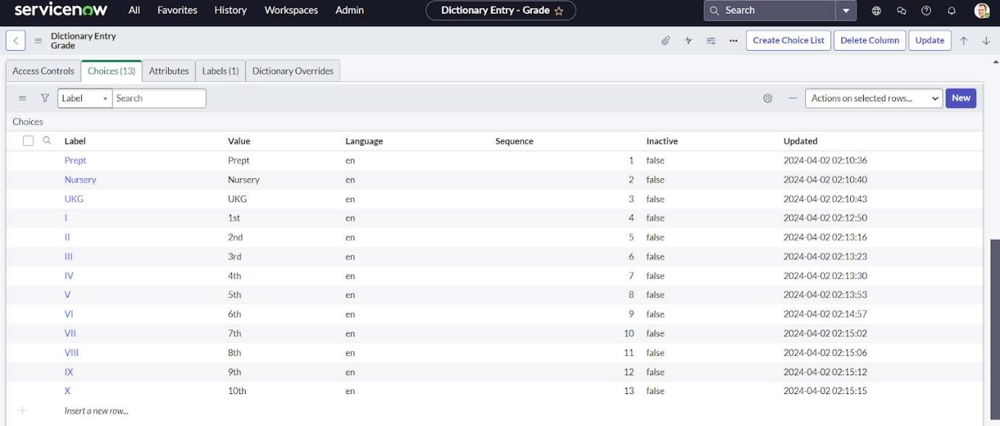 servicenow All Favorites History Workspaces Admin Dictionary Entry - Grade Search
Dictionary Entry
Grade
Create Choice List Delete Column Update
Access Controls Choices (13) Attributes Labels (1) Dictionary Overrides
Label Search Actions on selected rows... New
Choices
Label Value Language Sequence Inactive Updated
Prept Prept en 1 false 2024-04-02 02:10:36
Nursery Nursery en 2 false 2024-04-02 02:10:40
UKG UKG en 3 false 2024-04-02 02:10:43
I 1st en 4 false 2024-04-02 02:12:50
II 2nd en 5 false 2024-04-02 02:13:16
III 3rd en 6 false 2024-04-02 02:13:23
IV 4th en 7 false 2024-04-02 02:13:30
V 5th en 8 false 2024-04-02 02:13:53
VI 6th en 9 false 2024-04-02 02:14:57
VII 7th en 10 false 2024-04-02 02:15:02
VIII 8th en 11 false 2024-04-02 02:15:06
IX 9th en 12 false 2024-04-02 02:15:12
X 10th en 13 false 2024-04-02 02:15:15
Insert a new row...